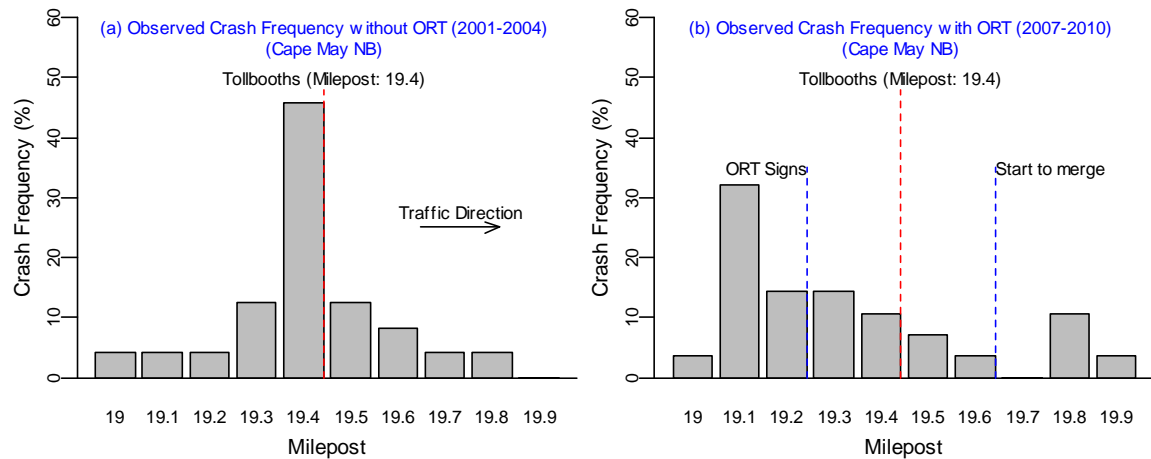 (a) Observed Crash Frequency without ORT (2001-2004)
(Cape May NB)
Tollbooths (Milepost: 19.4)
Traffic Direction
Crash Frequency (%)
60
50
40
30
20
10
0
19 19.1 19.2 19.3 19.4 19.5 19.6 19.7 19.8 19.9
Milepost
(b) Observed Crash Frequency with ORT (2007-2010)
(Cape May NB)
Tollbooths (Milepost: 19.4)
ORT Signs
Start to merge
Crash Frequency (%)
60
50
40
30
20
10
0
19 19.1 19.2 19.3 19.4 19.5 19.6 19.7 19.8 19.9
Milepost